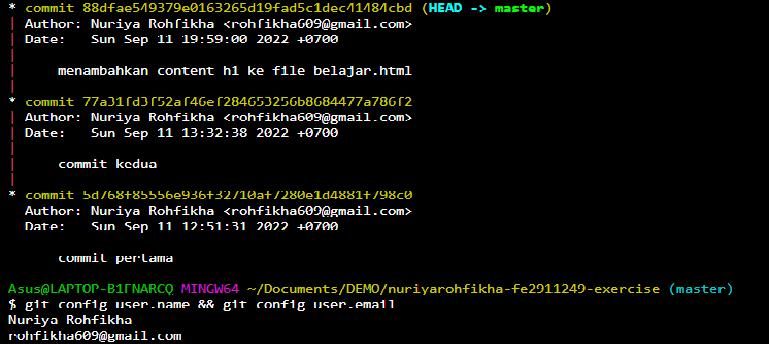 * commit 88dfae549379e0163265d19fad5c1dec41484cbd (HEAD -> master)
| Author: Nuriya Rohfikha <rohfikha609@gmail.com>
| Date:   Sun Sep 11 19:59:00 2022 +0700
|
|     menambahkan content h1 ke file belajar.html
|
* commit 77a31fd3f52af46ef284653256b8684477a786f2
| Author: Nuriya Rohfikha <rohfikha609@gmail.com>
| Date:   Sun Sep 11 13:32:38 2022 +0700
|
|     commit kedua
|
* commit 5d768f85556e936f32710af7280e1d4881f798c0
  Author: Nuriya Rohfikha <rohfikha609@gmail.com>
  Date:   Sun Sep 11 12:51:31 2022 +0700

      commit pertama

Asus@LAPTOP-B1FNARCQ MINGW64 ~/Documents/DEMO/nuriyarohfikha-fe2911249-exercise (master)
$ git config user.name && git config user.email
Nuriya Rohfikha
rohfikha609@gmail.com